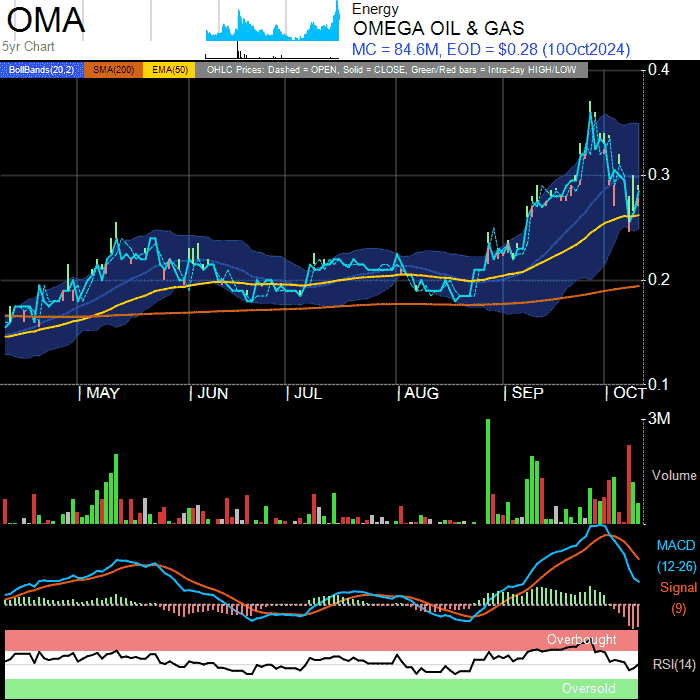 OMA
5yr Chart
Energy
OMEGA OIL & GAS
MC = 84.6M, EOD = $0.28 (10Oct2024)
BollBands(20,2) SMA(200) EMA(50) OHLC Prices: Dashed = OPEN, Solid = CLOSE, Green/Red bars = Intra-day HIGH/LOW
0.4
0.3
0.2
0.1
MAY JUN JUL AUG SEP OCT
3M
Volume
MACD
(12-26)
Signal
(9)
Overbought
RSI(14)
Oversold